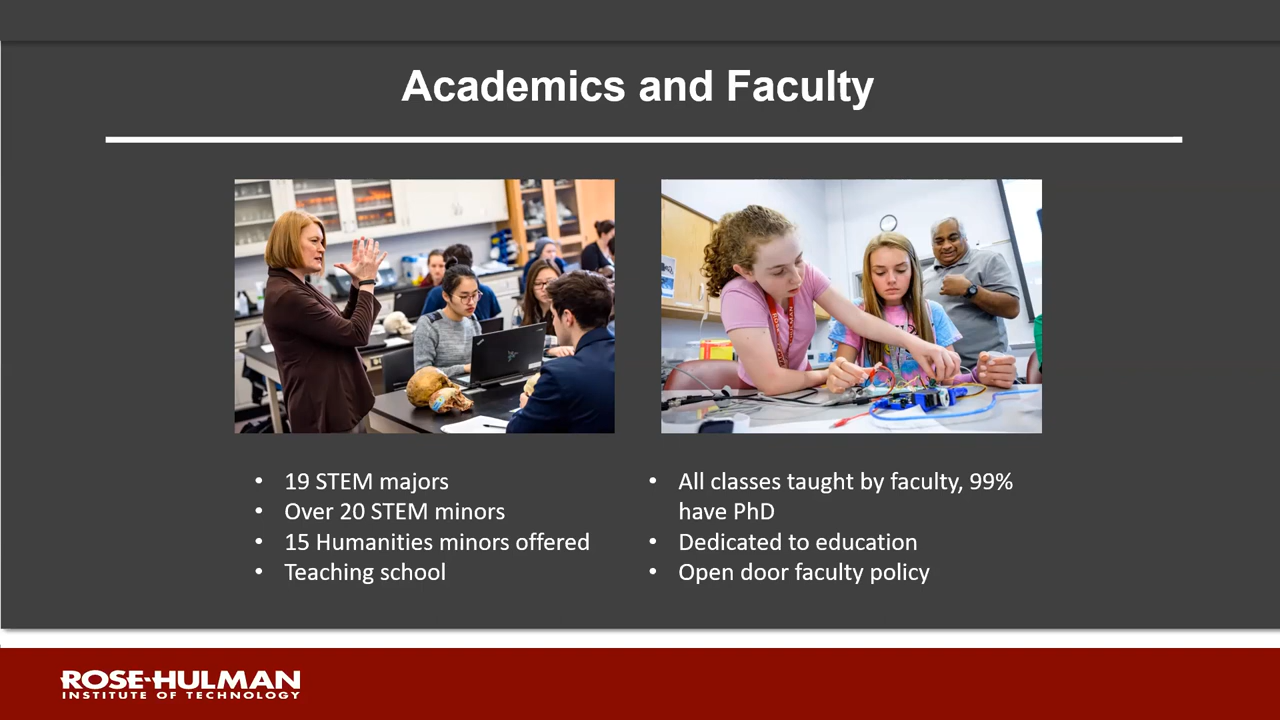 Academics and Faculty
• 19 STEM majors
• Over 20 STEM minors
• 15 Humanities minors offered
• Teaching school
• All classes taught by faculty, 99%
have PhD
• Dedicated to education
• Open door faculty policy
ROSE-HULMAN
INSTITUTE OF TECHNOLOGY